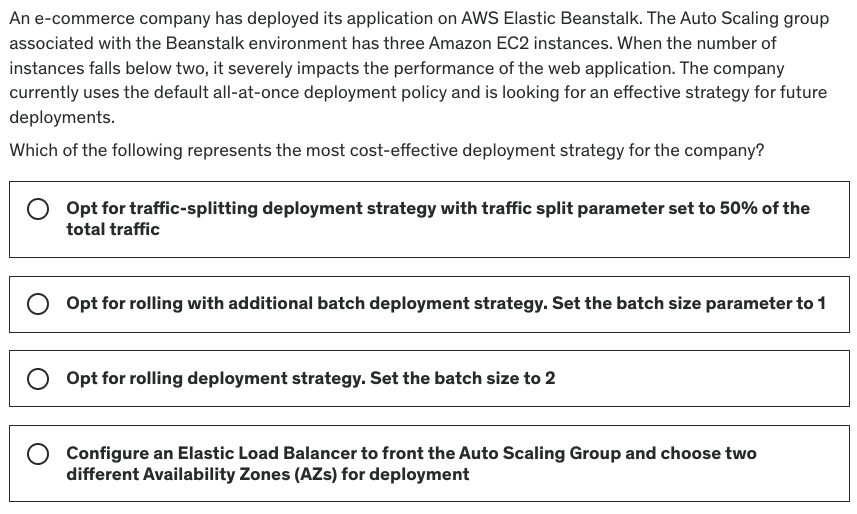 An e-commerce company has deployed its application on AWS Elastic Beanstalk. The Auto Scaling group
associated with the Beanstalk environment has three Amazon EC2 instances. When the number of
instances falls below two, it severely impacts the performance of the web application. The company
currently uses the default all-at-once deployment policy and is looking for an effective strategy for future
deployments.
Which of the following represents the most cost-effective deployment strategy for the company?
Opt for traffic-splitting deployment strategy with traffic split parameter set to 50% of the
total traffic
Opt for rolling with additional batch deployment strategy. Set the batch size parameter to 1
Opt for rolling deployment strategy. Set the batch size to 2
Configure an Elastic Load Balancer to front the Auto Scaling Group and choose two
different Availability Zones (AZs) for deployment